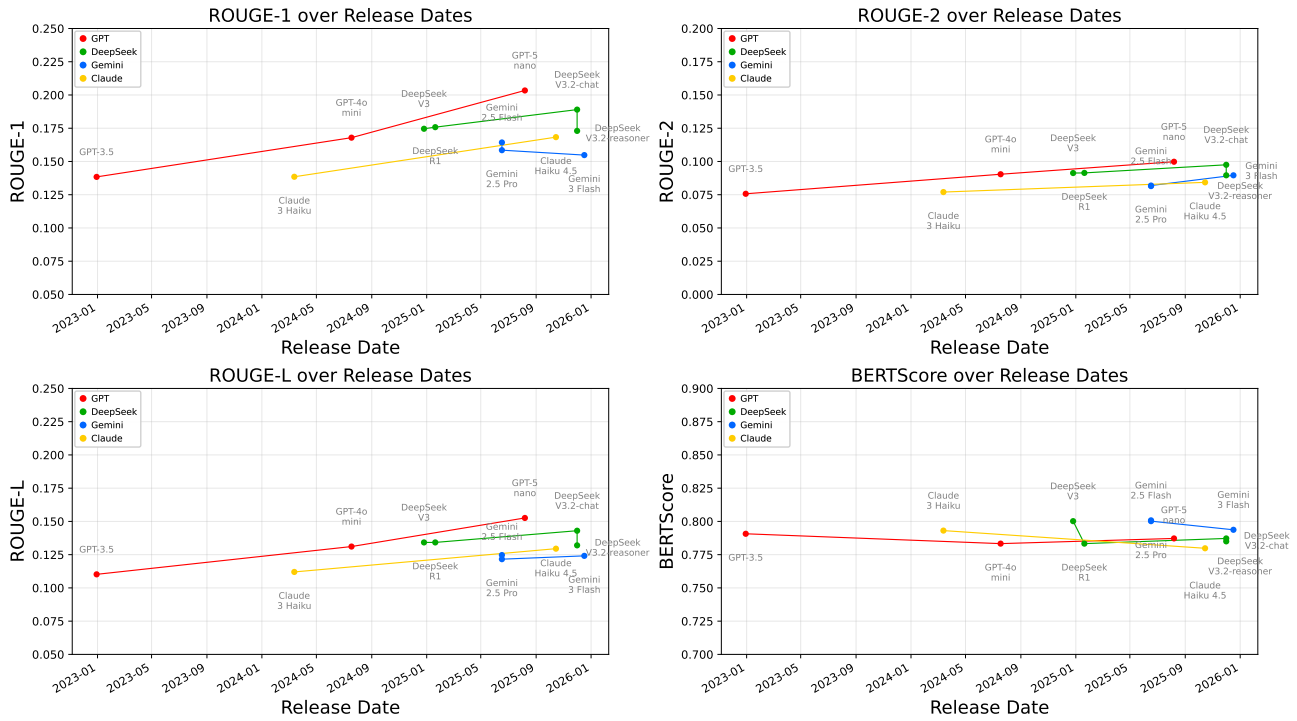 ROUGE-1 over Release Dates
0.250
0.225
0.200
0.175
0.150
0.125
0.100
0.075
0.050
ROUGE-1
GPT
DeepSeek
Gemini
Claude
GPT-3.5
GPT-4o
mini
GPT-5
nano
DeepSeek
V3
DeepSeek
R1
DeepSeek
V3.2-chat
DeepSeek
V3.2-reasoner
Gemini
2.5 Flash
Gemini
2.5 Pro
Gemini
3 Flash
Claude
3 Haiku
Claude
Haiku 4.5
2023-01
2023-05
2023-09
2024-01
2024-05
2024-09
2025-01
2025-05
2025-09
2026-01
Release Date
ROUGE-2 over Release Dates
0.200
0.175
0.150
0.125
0.100
0.075
0.050
0.025
0.000
ROUGE-2
GPT
DeepSeek
Gemini
Claude
GPT-3.5
GPT-4o
mini
GPT-5
nano
DeepSeek
V3
DeepSeek
R1
DeepSeek
V3.2-chat
DeepSeek
V3.2-reasoner
Gemini
2.5 Flash
Gemini
2.5 Pro
Gemini
3 Flash
Claude
3 Haiku
Claude
Haiku 4.5
2023-01
2023-05
2023-09
2024-01
2024-05
2024-09
2025-01
2025-05
2025-09
2026-01
Release Date
ROUGE-L over Release Dates
0.250
0.225
0.200
0.175
0.150
0.125
0.100
0.075
0.050
ROUGE-L
GPT
DeepSeek
Gemini
Claude
GPT-3.5
GPT-4o
mini
GPT-5
nano
DeepSeek
V3
DeepSeek
R1
DeepSeek
V3.2-chat
DeepSeek
V3.2-reasoner
Gemini
2.5 Flash
Gemini
2.5 Pro
Gemini
3 Flash
Claude
3 Haiku
Claude
Haiku 4.5
2023-01
2023-05
2023-09
2024-01
2024-05
2024-09
2025-01
2025-05
2025-09
2026-01
Release Date
BERTScore over Release Dates
0.900
0.875
0.850
0.825
0.800
0.775
0.750
0.725
0.700
BERTScore
GPT
DeepSeek
Gemini
Claude
GPT-3.5
GPT-4o
mini
GPT-5
nano
DeepSeek
V3
DeepSeek
R1
DeepSeek
V3.2-chat
DeepSeek
V3.2-reasoner
Gemini
2.5 Flash
Gemini
2.5 Pro
Gemini
3 Flash
Claude
3 Haiku
Claude
Haiku 4.5
2023-01
2023-05
2023-09
2024-01
2024-05
2024-09
2025-01
2025-05
2025-09
2026-01
Release Date